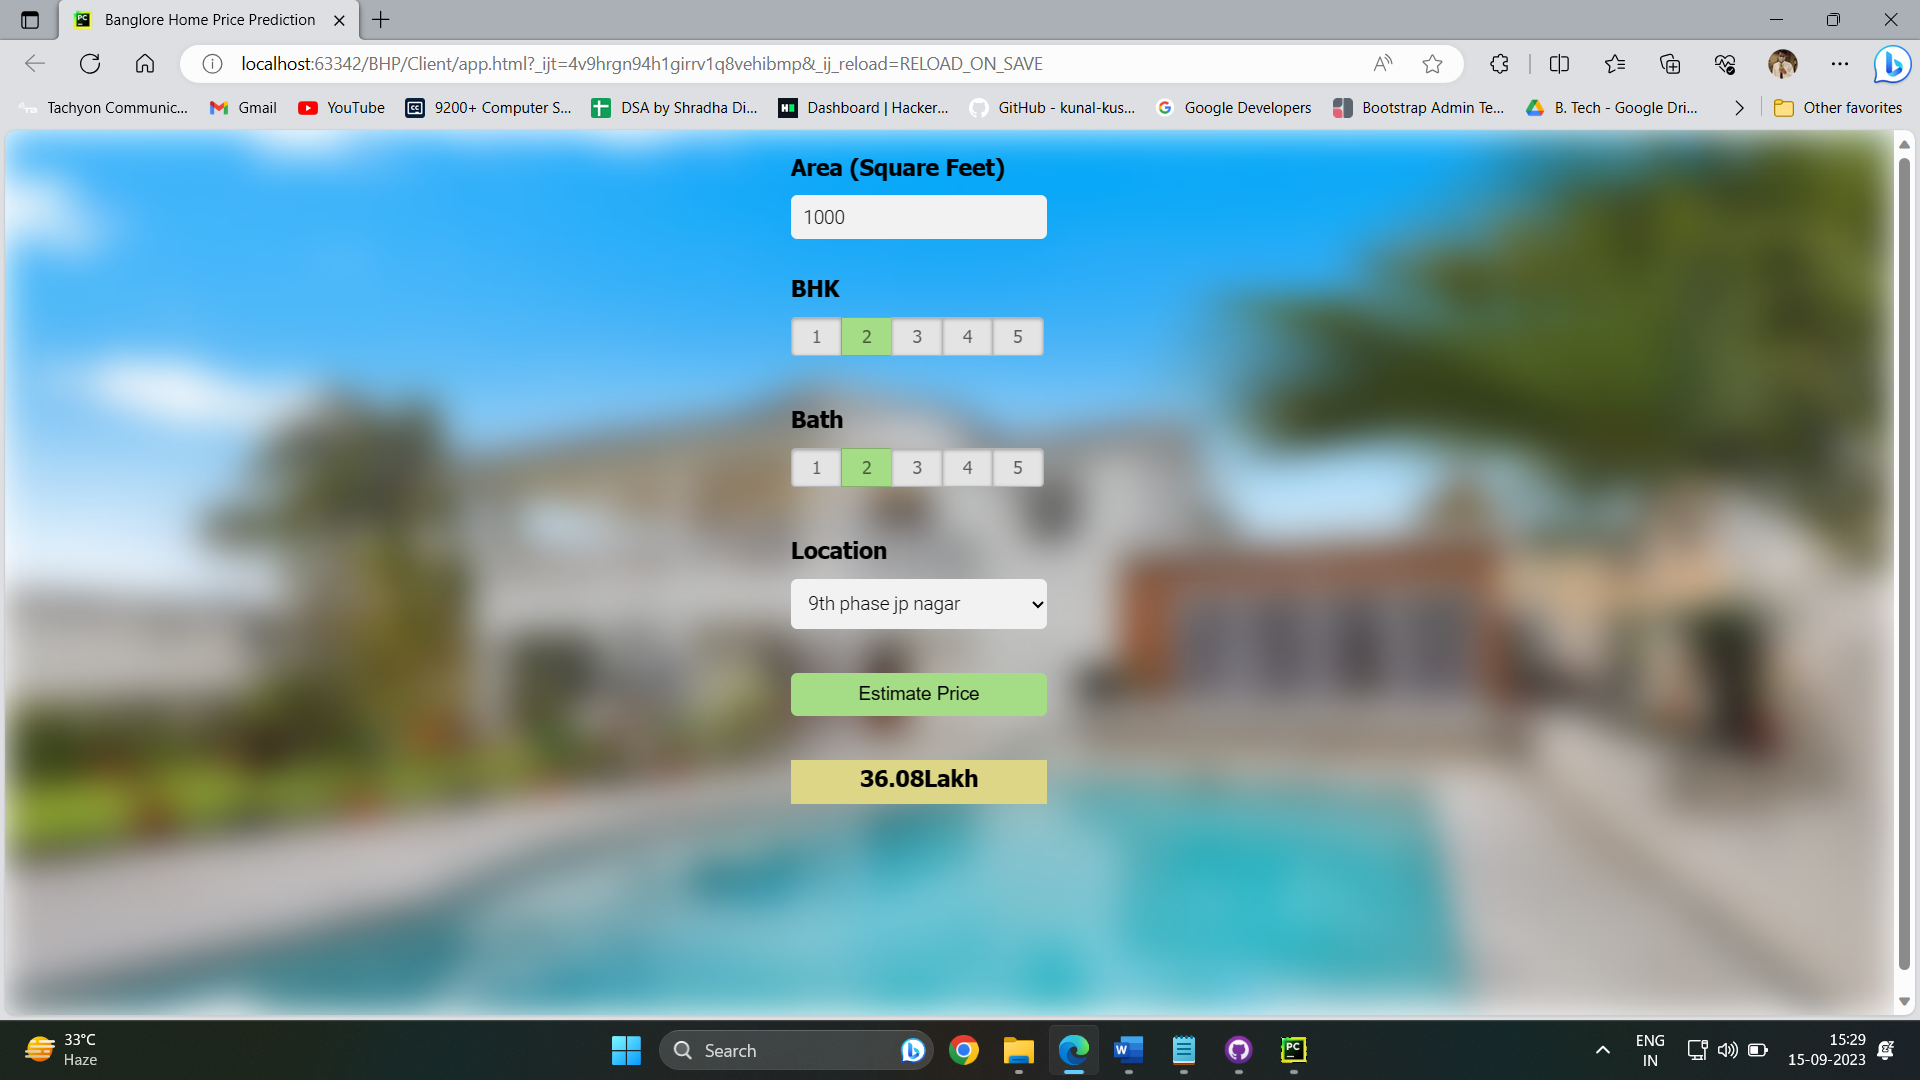 Banglore Home Price Prediction
localhost:63342/BHP/Client/app.html?_ijt=4v9hrgn94h1girrv1q8vehibmp&_ij_reload=RELOAD_ON_SAVE
Tachyon Communic... Gmail YouTube 9200+ Computer S... DSA by Shradha Di... Dashboard | Hacker... GitHub - kunal-kus... Google Developers Bootstrap Admin Te... B. Tech - Google Dri... Other favorites
Area (Square Feet)
1000
BHK
1 2 3 4 5
Bath
1 2 3 4 5
Location
9th phase jp nagar
Estimate Price
36.08Lakh
33°C
Haze
Search
ENG
IN
15:29
15-09-2023